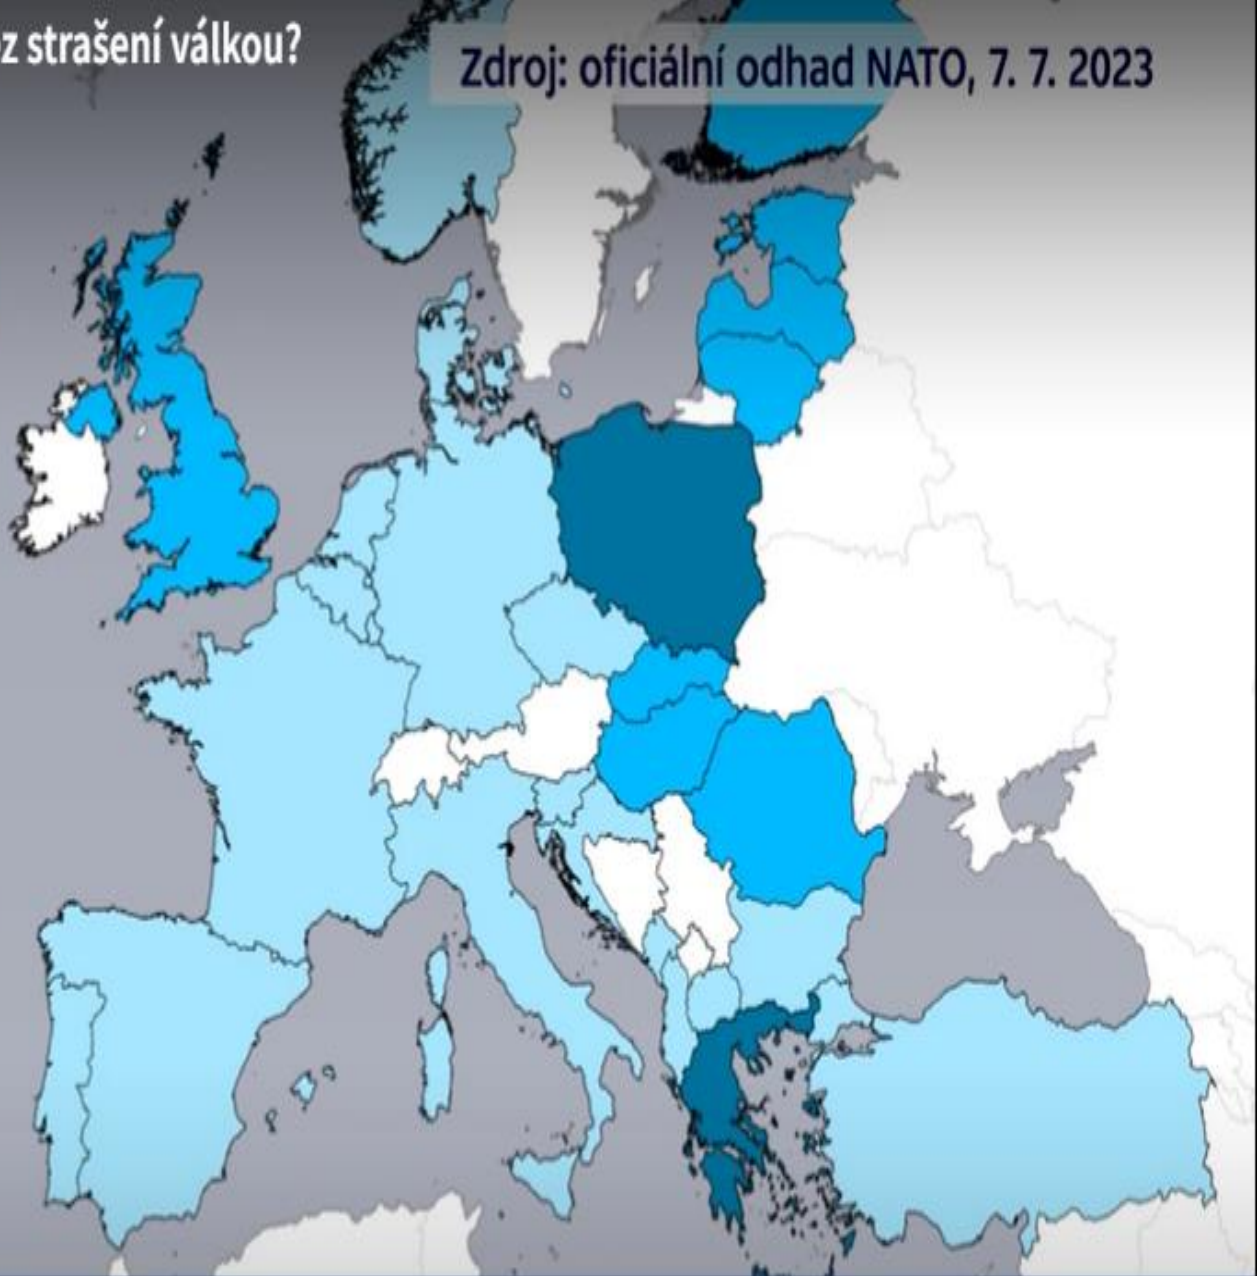 z strašení válkou?
Zdroj: oficiální odhad NATO, 7. 7. 2023